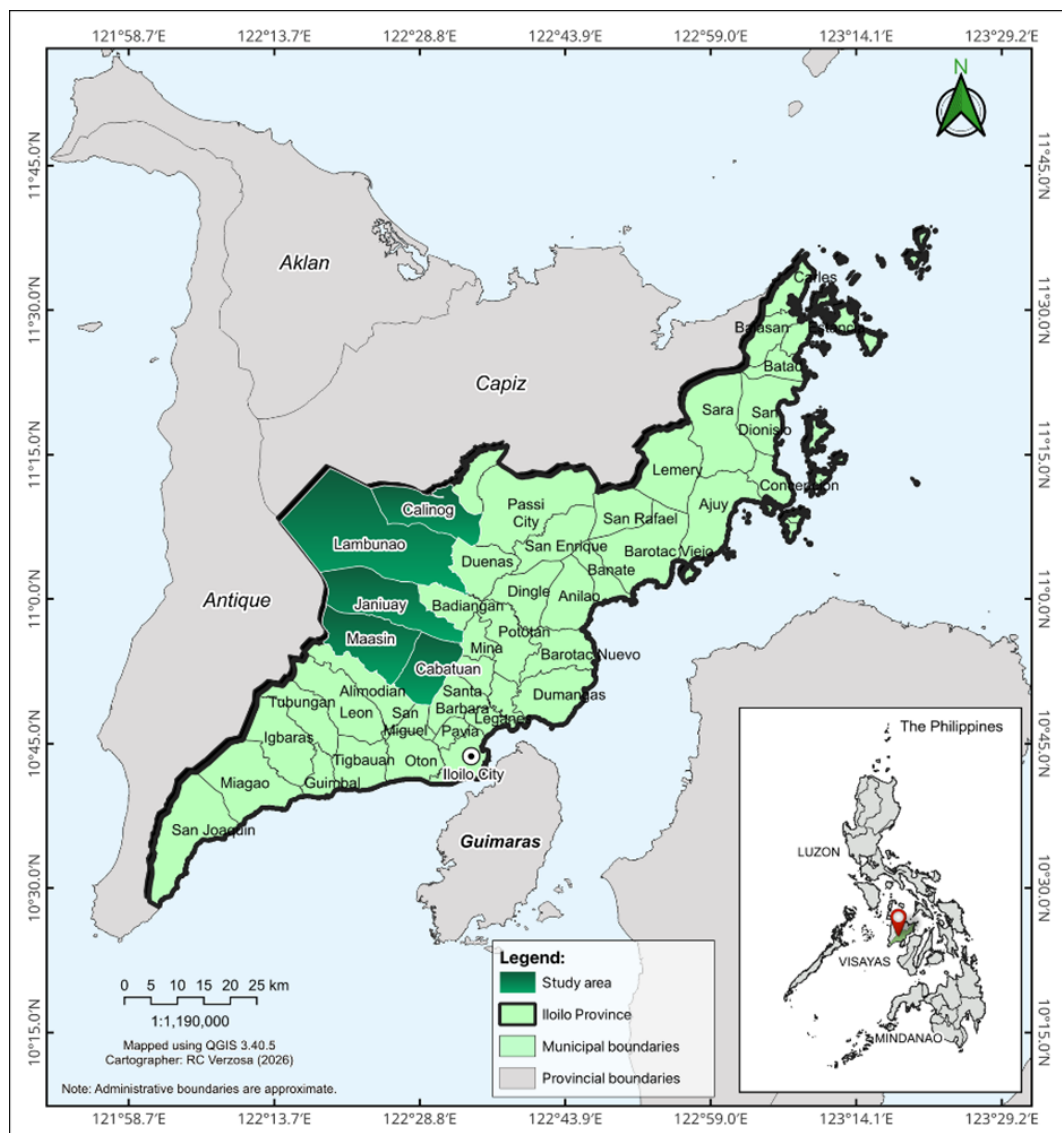 121°58.7'E 122°13.7'E 122°28.8'E 122°43.9'E 122°59.0'E 123°14.1'E 123°29.2'E
N
11°45.0'N
11°45.0'N
Aklan
Carles
11°30.0'N
11°30.0'N
Balasan
Estancia
Batad
Capiz
Sara
San
Dionisio
11°15.0'N
11°15.0'N
Lemery
Concepcion
Calinog
Passi
City
Ajuy
San Rafael
Lambunao
San Enrique
Barotac Viejo
Duenas
Banate
11°0.0'N
11°0.0'N
Antique
Janiuay
Badiangan
Dingle
Anilao
Maasin
Pototan
Mina
Barotac Nuevo
Cabatuan
Alimodian
Santa
Barbara
Dumangas
Tubungan
Leon
San
Miguel
Leganes
Pavia
10°45.0'N
10°45.0'N
Igbaras
Tigbauan
Oton
Iloilo City
Miagao
Guimbal
San Joaquin
Guimaras
10°30.0'N
10°30.0'N
The Philippines
LUZON
VISAYAS
MINDANAO
Legend:
Study area
Iloilo Province
Municipal boundaries
Provincial boundaries
0 5 10 15 20 25 km
1:1,190,000
10°15.0'N
10°15.0'N
Mapped using QGIS 3.40.5
Cartographer: RC Verzosa (2026)
Note: Administrative boundaries are approximate.
121°58.7'E 122°13.7'E 122°28.8'E 122°43.9'E 122°59.0'E 123°14.1'E 123°29.2'E